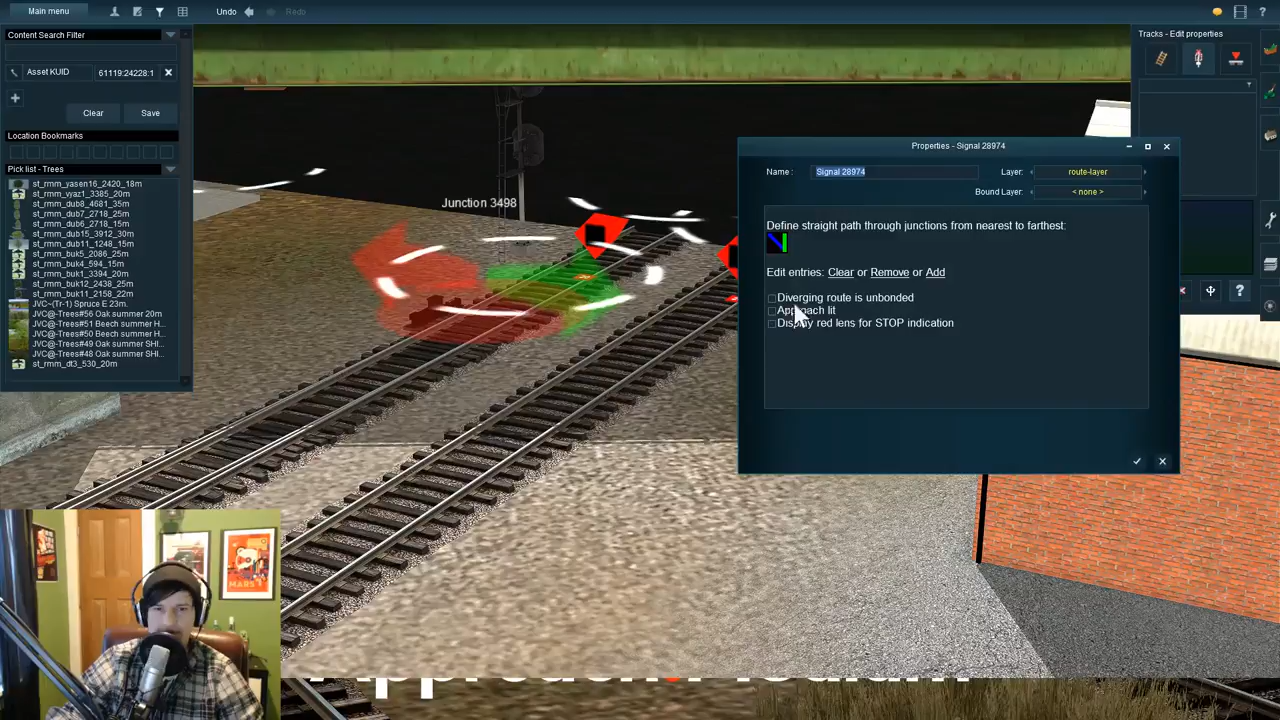 Main menu
Undo
Redo
?
Content Search Filter
Asset KUID
61119:24228:1
Clear
Save
Location Bookmarks
Pick list - Trees
st_rmm_yasen16_2420_18m
st_rmm_vyaz1_3385_20m
st_rmm_dub8_4681_35m
st_rmm_dub7_2718_25m
st_rmm_dub6_2718_15m
st_rmm_dub15_3912_30m
st_rmm_dub11_1248_15m
st_rmm_buk5_2086_25m
st_rmm_buk4_594_15m
st_rmm_buk1_3394_20m
st_rmm_buk12_2438_25m
st_rmm_buk11_2158_22m
JVC~(Tr-1) Spruce E 23m.
JVC@-Trees#56 Oak summer 20m
JVC@-Trees#51 Beech summer H...
JVC@-Trees#56 Beech summer H...
JVC@-Trees#49 Oak summer SHI...
JVC@-Trees#48 Oak summer SHI...
st_rmm_dt3_530_20m
Junction 3498
Tracks - Edit properties
?
Properties - Signal 28974
Name :
Signal 28974
Layer:
route-layer
Bound Layer:
< none >
Define straight path through junctions from nearest to farthest:
Edit entries: Clear or Remove or Add
Diverging route is unbonded
Approach lit
Display red lens for STOP indication
MARS